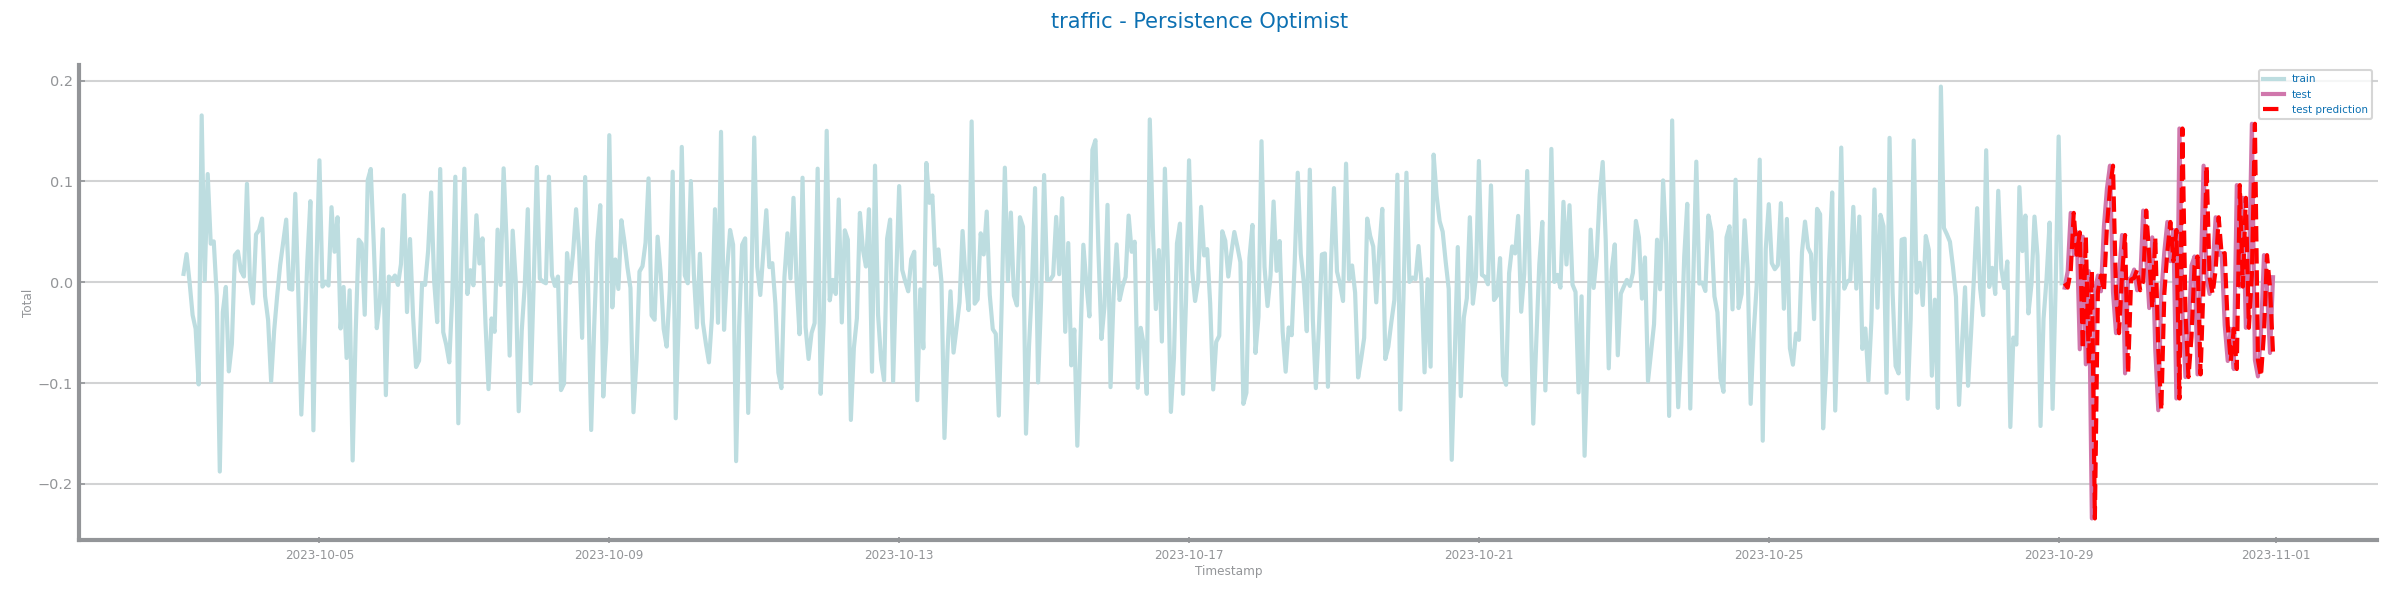 traffic - Persistence Optimist
train
test
test prediction
0.2
0.1
0.0
−0.1
−0.2
Total
2023-10-05
2023-10-09
2023-10-13
2023-10-17
2023-10-21
2023-10-25
2023-10-29
2023-11-01
Timestamp